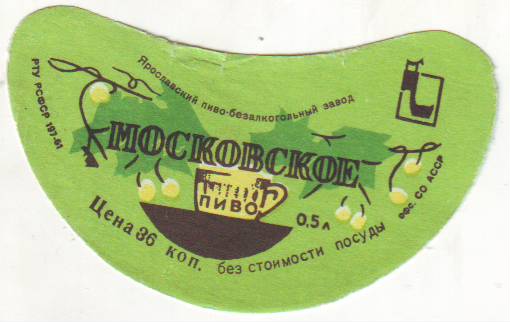 Ярославский пиво-безалкогольный завод
РТУ РСФСР 197-61
МОСКОВСКОЕ
ПИВО
0,5 л
Цена 36 коп. без стоимости посуды
офс. СО АССР